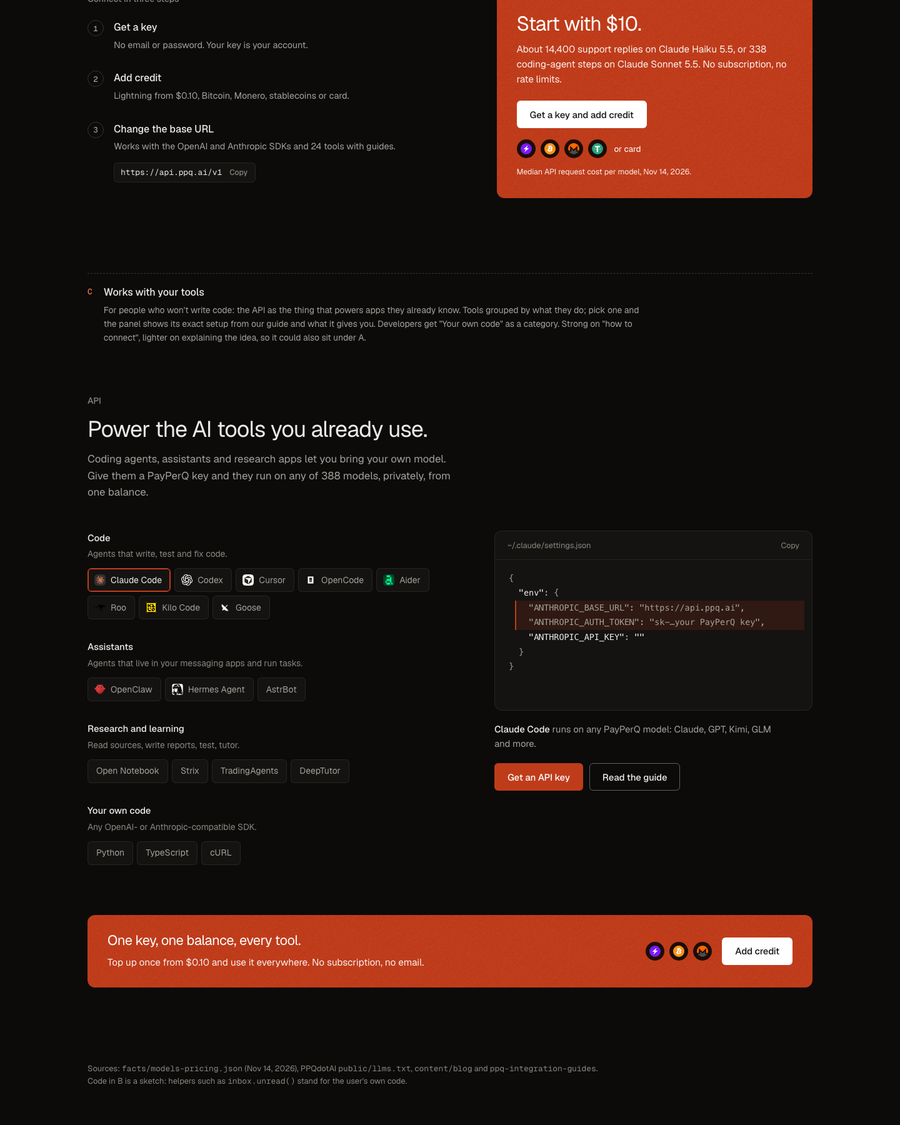 1
Get a key
No email or password. Your key is your account.
2
Add credit
Lightning from $0.10, Bitcoin, Monero, stablecoins or card.
3
Change the base URL
Works with the OpenAI and Anthropic SDKs and 24 tools with guides.
https://api.ppq.ai/v1 Copy
Start with $10.
About 14,400 support replies on Claude Haiku 5.5, or 338
coding-agent steps on Claude Sonnet 5.5. No subscription, no
rate limits.
Get a key and add credit
or card
Median API request cost per model, Nov 14, 2026.
C Works with your tools
For people who won't write code: the API as the thing that powers apps they already know. Tools grouped by what they do; pick one and
the panel shows its exact setup from our guide and what it gives you. Developers get "Your own code" as a category. Strong on "how to
connect", lighter on explaining the idea, so it could also sit under A.
API
Power the AI tools you already use.
Coding agents, assistants and research apps let you bring your own model.
Give them a PayPerQ key and they run on any of 388 models, privately, from
one balance.
Code
Agents that write, test and fix code.
Claude Code Codex Cursor OpenCode Aider
Roo Kilo Code Goose
Assistants
Agents that live in your messaging apps and run tasks.
OpenClaw Hermes Agent AstrBot
Research and learning
Read sources, write reports, test, tutor.
Open Notebook Strix TradingAgents DeepTutor
Your own code
Any OpenAI- or Anthropic-compatible SDK.
Python TypeScript cURL
~/.claude/settings.json Copy
{
"env": {
"ANTHROPIC_BASE_URL": "https://api.ppq.ai",
"ANTHROPIC_AUTH_TOKEN": "sk-…your PayPerQ key",
"ANTHROPIC_API_KEY": ""
}
}
Claude Code runs on any PayPerQ model: Claude, GPT, Kimi, GLM
and more.
Get an API key Read the guide
One key, one balance, every tool.
Top up once from $0.10 and use it everywhere. No subscription, no email.
Add credit
Sources: facts/models-pricing.json (Nov 14, 2026), PPQdotAI public/llms.txt, content/blog and ppq-integration-guides.
Code in B is a sketch: helpers such as inbox.unread() stand for the user's own code.